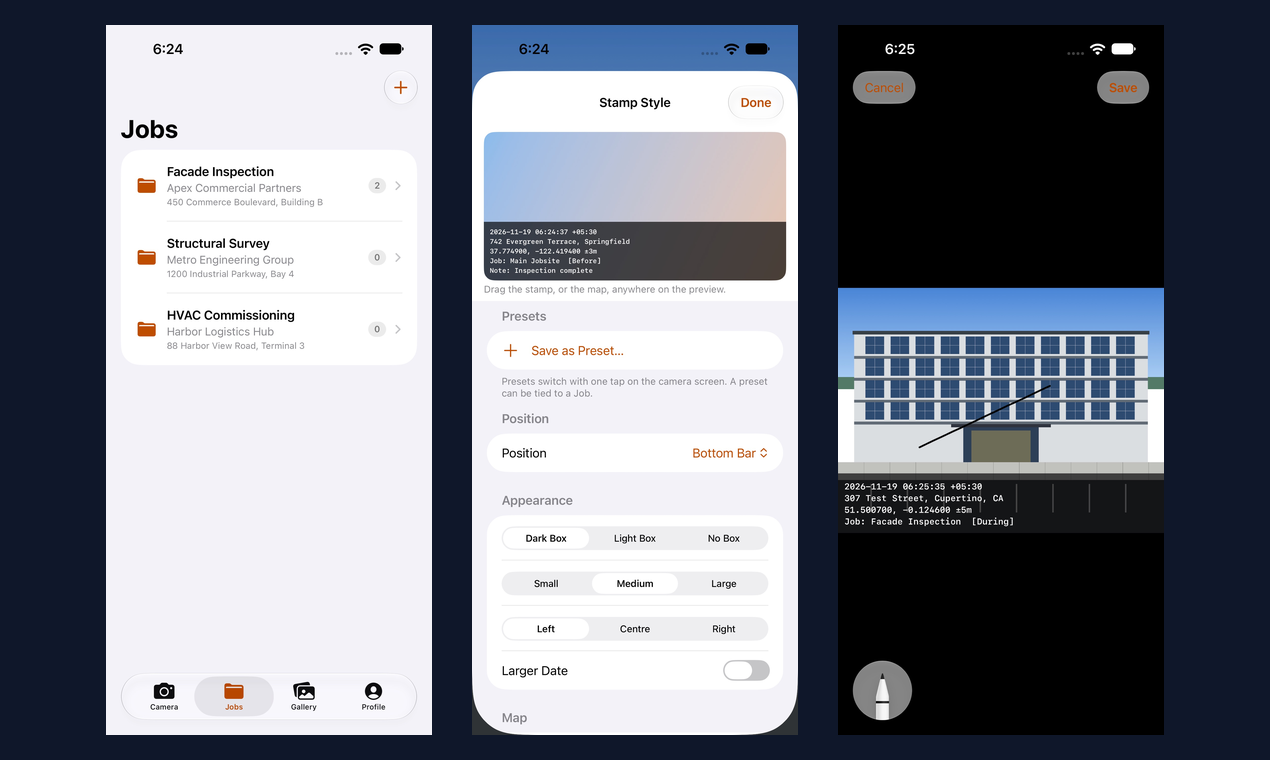 6:24
Jobs
Facade Inspection
Apex Commercial Partners
450 Commerce Boulevard, Building B
2
Structural Survey
Metro Engineering Group
1200 Industrial Parkway, Bay 4
0
HVAC Commissioning
Harbor Logistics Hub
88 Harbor View Road, Terminal 3
0
Camera
Jobs
Gallery
Profile
6:24
Stamp Style
Done
2026-11-19 06:24:37 +05:30
742 Evergreen Terrace, Springfield
37.774900, -122.419400 ±3m
Job: Main Jobsite [Before]
Note: Inspection complete
Drag the stamp, or the map, anywhere on the preview.
Presets
Save as Preset...
Presets switch with one tap on the camera screen. A preset
can be tied to a Job.
Position
Position
Bottom Bar
Appearance
Dark Box
Light Box
No Box
Small
Medium
Large
Left
Centre
Right
Larger Date
Map
6:25
Cancel
Save
2026-11-19 06:25:35 +05:30
307 Test Street, Cupertino, CA
51.500700, -0.124600 ±5m
Job: Facade Inspection [During]